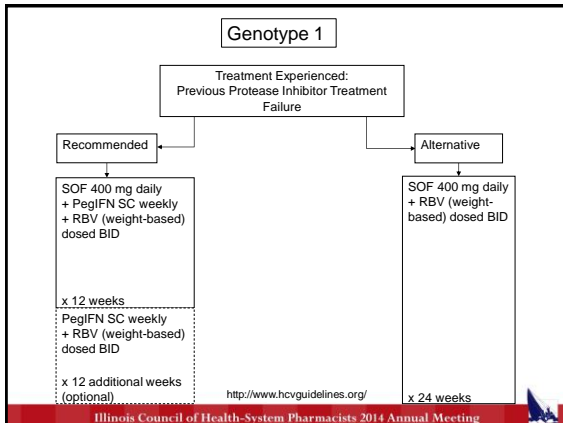 Genotype 1
Treatment Experienced:
Previous Protease Inhibitor Treatment
Failure
Recommended
Alternative
SOF 400 mg daily
+ PegIFN SC weekly
+ RBV (weight-based)
dosed BID
x 12 weeks
PegIFN SC weekly
+ RBV (weight-based)
dosed BID
x 12 additional weeks
(optional)
SOF 400 mg daily
+ RBV (weight-
based) dosed BID
x 24 weeks
http://www.hcvguidelines.org/
Illinois Council of Health-System Pharmacists 2014 Annual Meeting